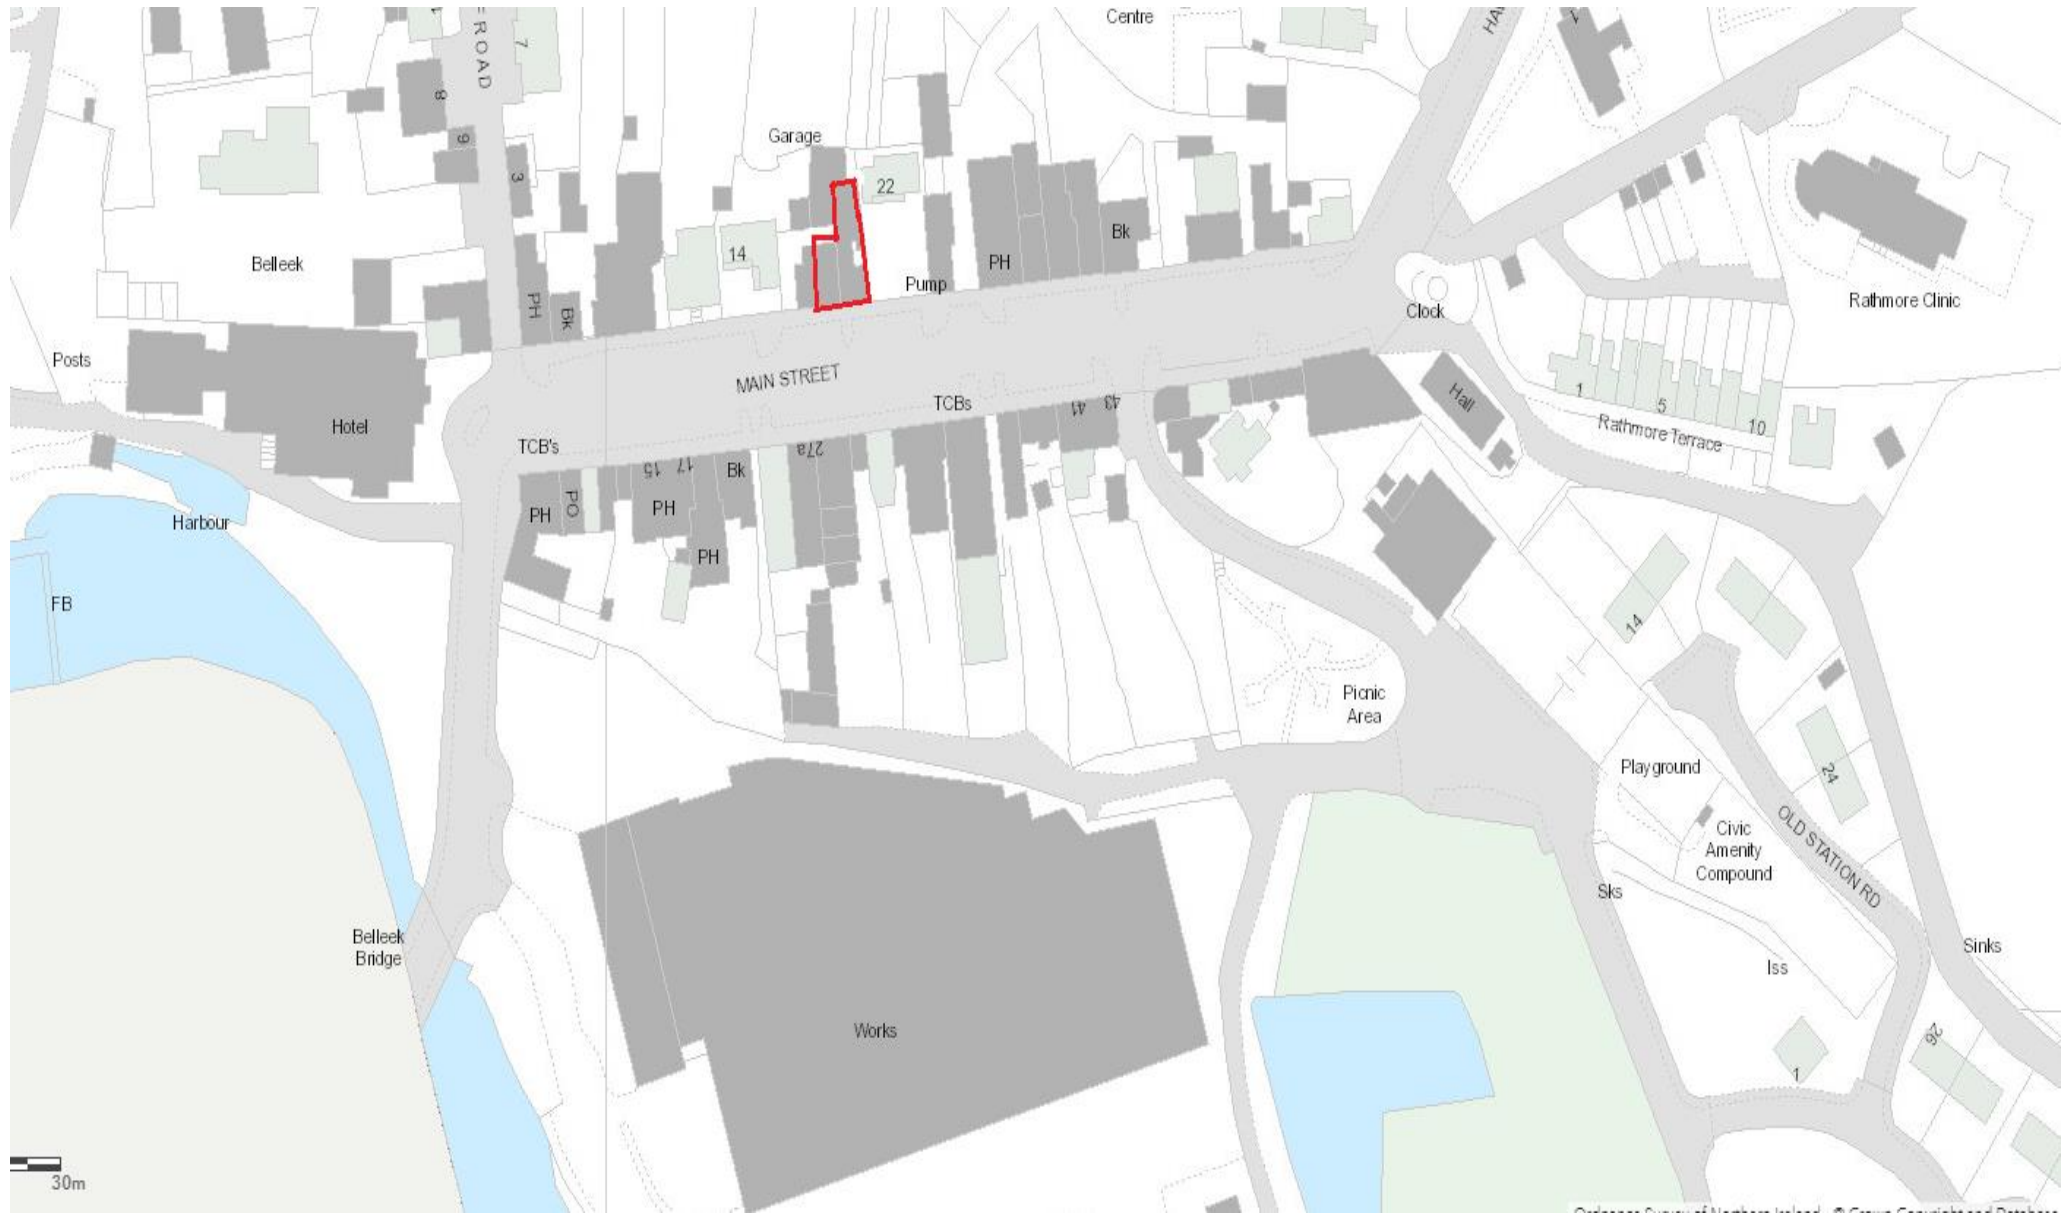 Centre
ROAD
7
8
6
Garage
3
22
14
Belleek
Bk
PH
Pump
PH
Bk
Rathmore Clinic
Clock
Posts
MAIN STREET
Hotel
TCBs
41
43
Hall
1
5
10
Rathmore Terrace
TCB's
27a
15
17
Bk
PH
PO
PH
PH
Harbour
FB
14
Picnic
Area
Playground
24
OLD STATION RD
Civic
Amenity
Compound
Sks
Belleek
Bridge
Sinks
Iss
Works
26
1
30m